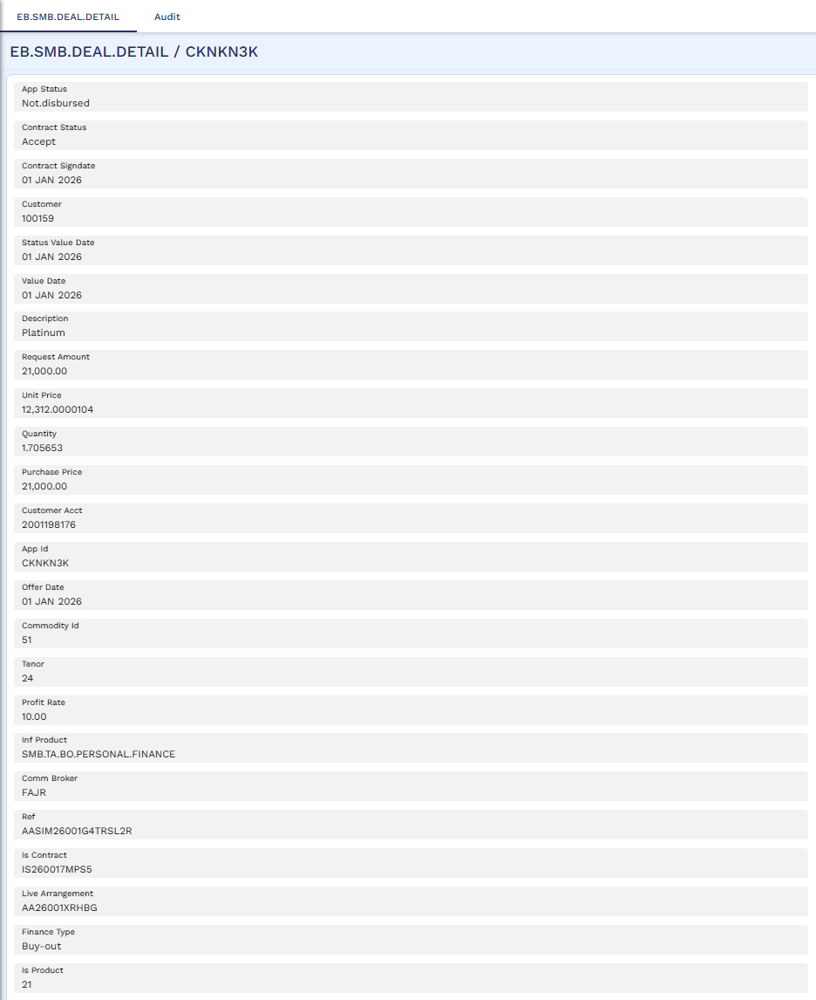 EB.SMB.DEAL.DETAIL Audit
EB.SMB.DEAL.DETAIL / CKNKN3K
App Status
Not.disbursed
Contract Status
Accept
Contract Signdate
01 JAN 2026
Customer
100159
Status Value Date
01 JAN 2026
Value Date
01 JAN 2026
Description
Platinum
Request Amount
21,000.00
Unit Price
12,312.0000104
Quantity
1.705653
Purchase Price
21,000.00
Customer Acct
2001198176
App Id
CKNKN3K
Offer Date
01 JAN 2026
Commodity Id
51
Tenor
24
Profit Rate
10.00
Inf Product
SMB.TA.BO.PERSONAL.FINANCE
Comm Broker
FAJR
Ref
AASIM26001G4TRSL2R
Is Contract
IS260017MPS5
Live Arrangement
AA26001XRHBG
Finance Type
Buy-out
Is Product
21